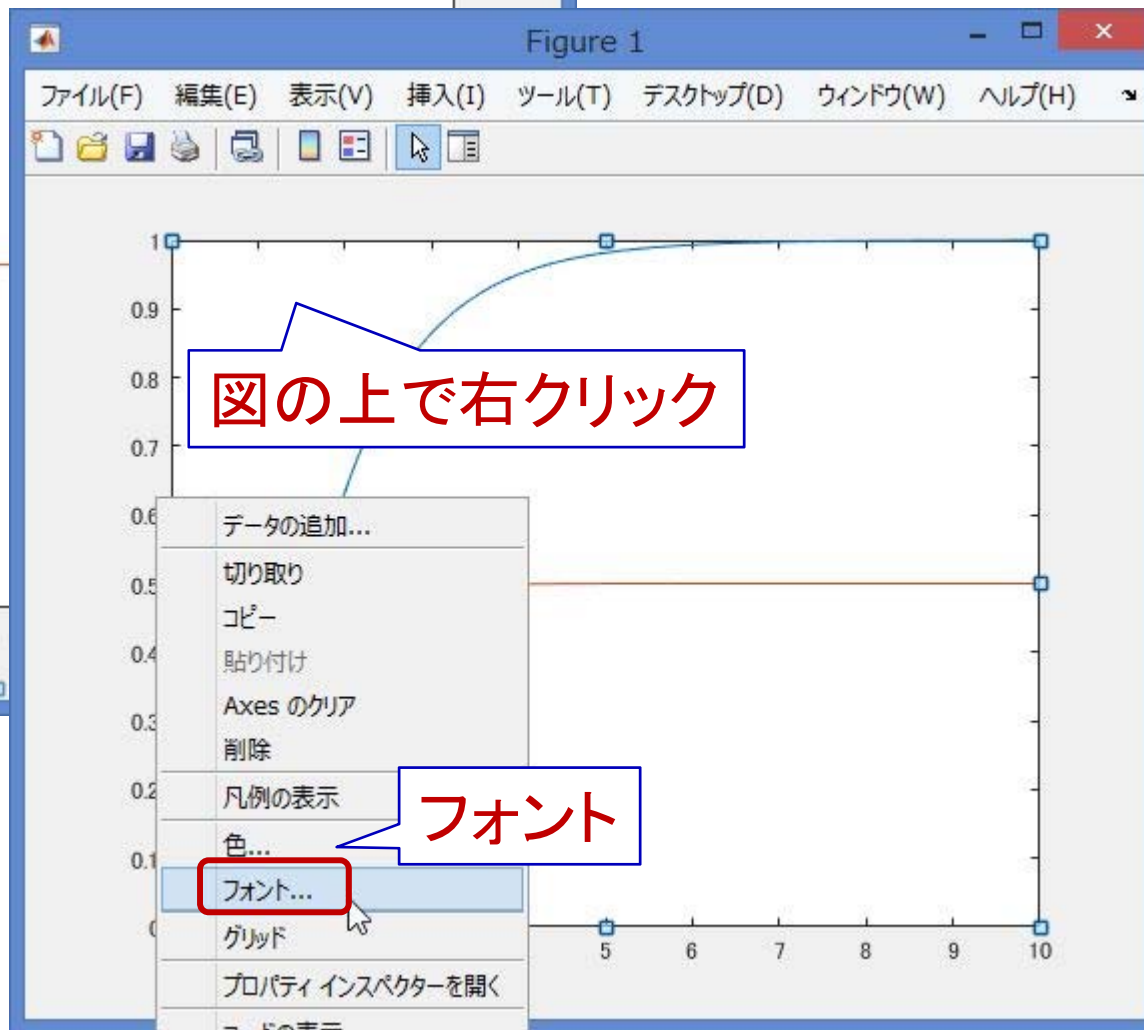 Figure 1
ファイル(F) 編集(E) 表示(V) 挿入(I) ツール(T) デスクトップ(D) ウィンドウ(W) ヘルプ(H)
1
0.9
0.8
図の上で右クリック
0.7
0.6
データの追加...
切り取り
0.5
コピー
0.4
貼り付け
Axes のクリア
0.3
削除
0.2
凡例の表示
フォント
色...
0.1
フォント...
0
グリッド
5 6 7 8 9 10
プロパティ インスペクターを開く
コードの表示